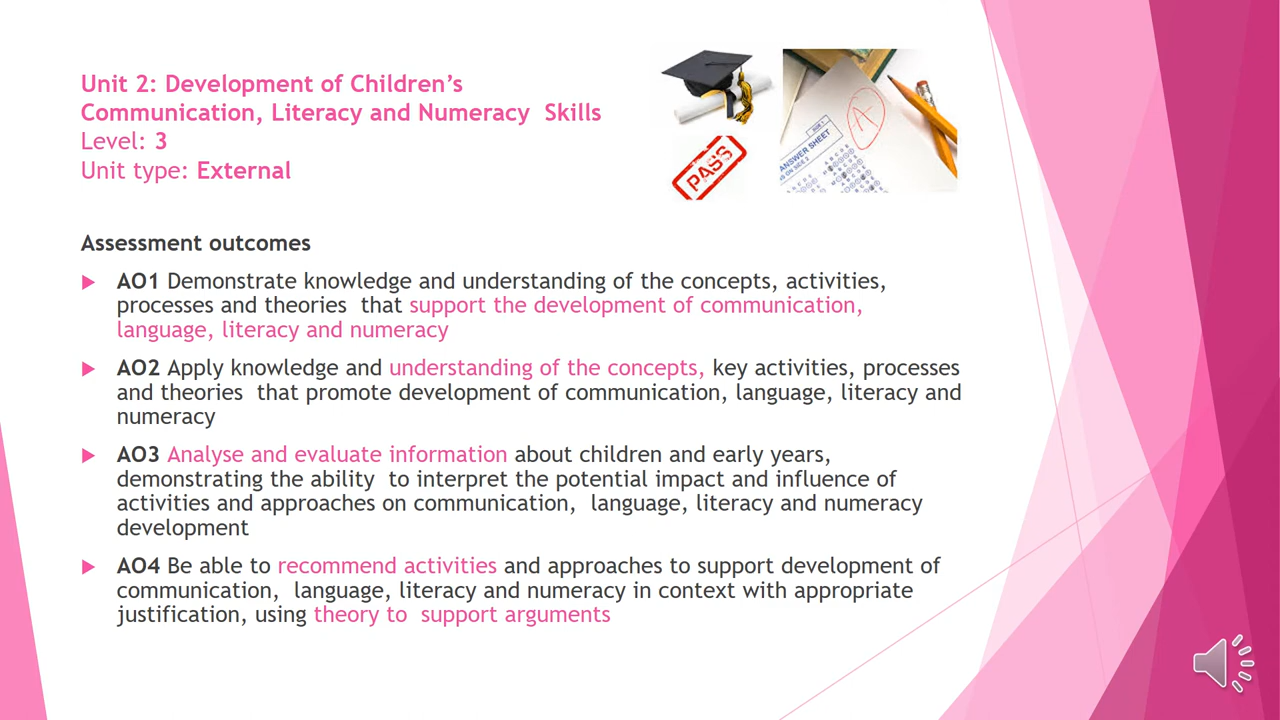 Unit 2: Development of Children’s
Communication, Literacy and Numeracy Skills
Level: 3
Unit type: External
PASS
A
ANSWER SHEET
Assessment outcomes
AO1 Demonstrate knowledge and understanding of the concepts, activities,
processes and theories that support the development of communication,
language, literacy and numeracy
AO2 Apply knowledge and understanding of the concepts, key activities, processes
and theories that promote development of communication, language, literacy and
numeracy
AO3 Analyse and evaluate information about children and early years,
demonstrating the ability to interpret the potential impact and influence of
activities and approaches on communication, language, literacy and numeracy
development
AO4 Be able to recommend activities and approaches to support development of
communication, language, literacy and numeracy in context with appropriate
justification, using theory to support arguments